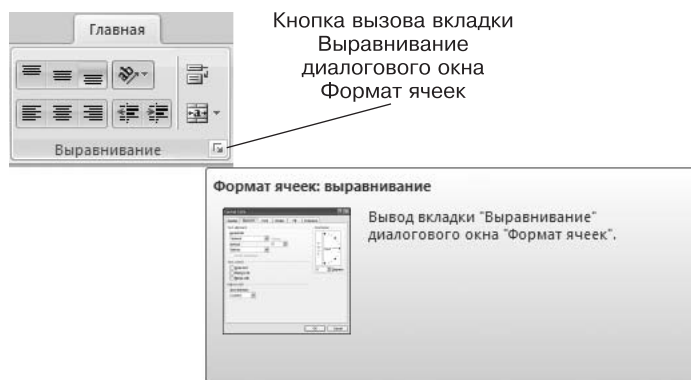 Главная
Кнопка вызова вкладки
Выравнивание
диалогового окна
Формат ячеек
Выравнивание
Формат ячеек: выравнивание
Вывод вкладки "Выравнивание"
диалогового окна "Формат ячеек".